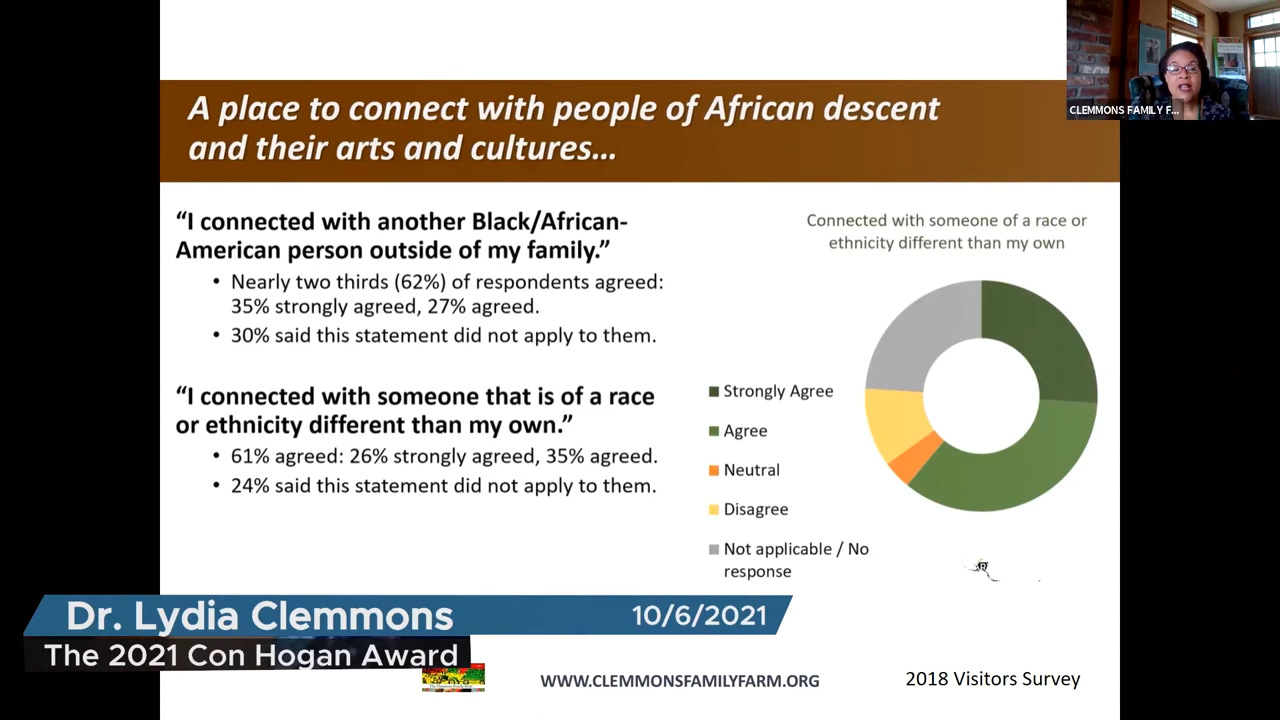 A place to connect with people of African descent
and their arts and cultures...
CLEMMONS FAMILY F...
“I connected with another Black/African-
American person outside of my family.”
• Nearly two thirds (62%) of respondents agreed:
35% strongly agreed, 27% agreed.
• 30% said this statement did not apply to them.
“I connected with someone that is of a race
or ethnicity different than my own.”
• 61% agreed: 26% strongly agreed, 35% agreed.
• 24% said this statement did not apply to them.
Connected with someone of a race or
ethnicity different than my own
Strongly Agree
Agree
Neutral
Disagree
Not applicable / No
response
Dr. Lydia Clemmons
10/6/2021
The 2021 Con Hogan Award
WWW.CLEMMONSFAMILYFARM.ORG
2018 Visitors Survey